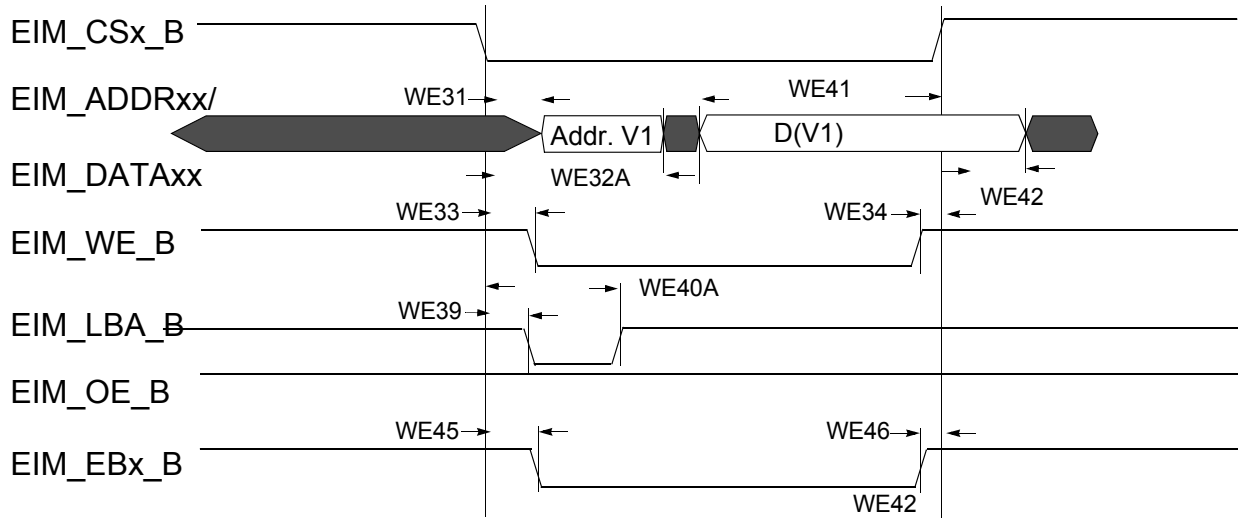 EIM_CSx_B
EIM_ADDRxx/
WE31
WE41
Addr. V1
D(V1)
EIM_DATAxx
WE32A
WE42
WE33
WE34
EIM_WE_B
WE40A
WE39
EIM_LBA_B
EIM_OE_B
WE45
WE46
EIM_EBx_B
WE42